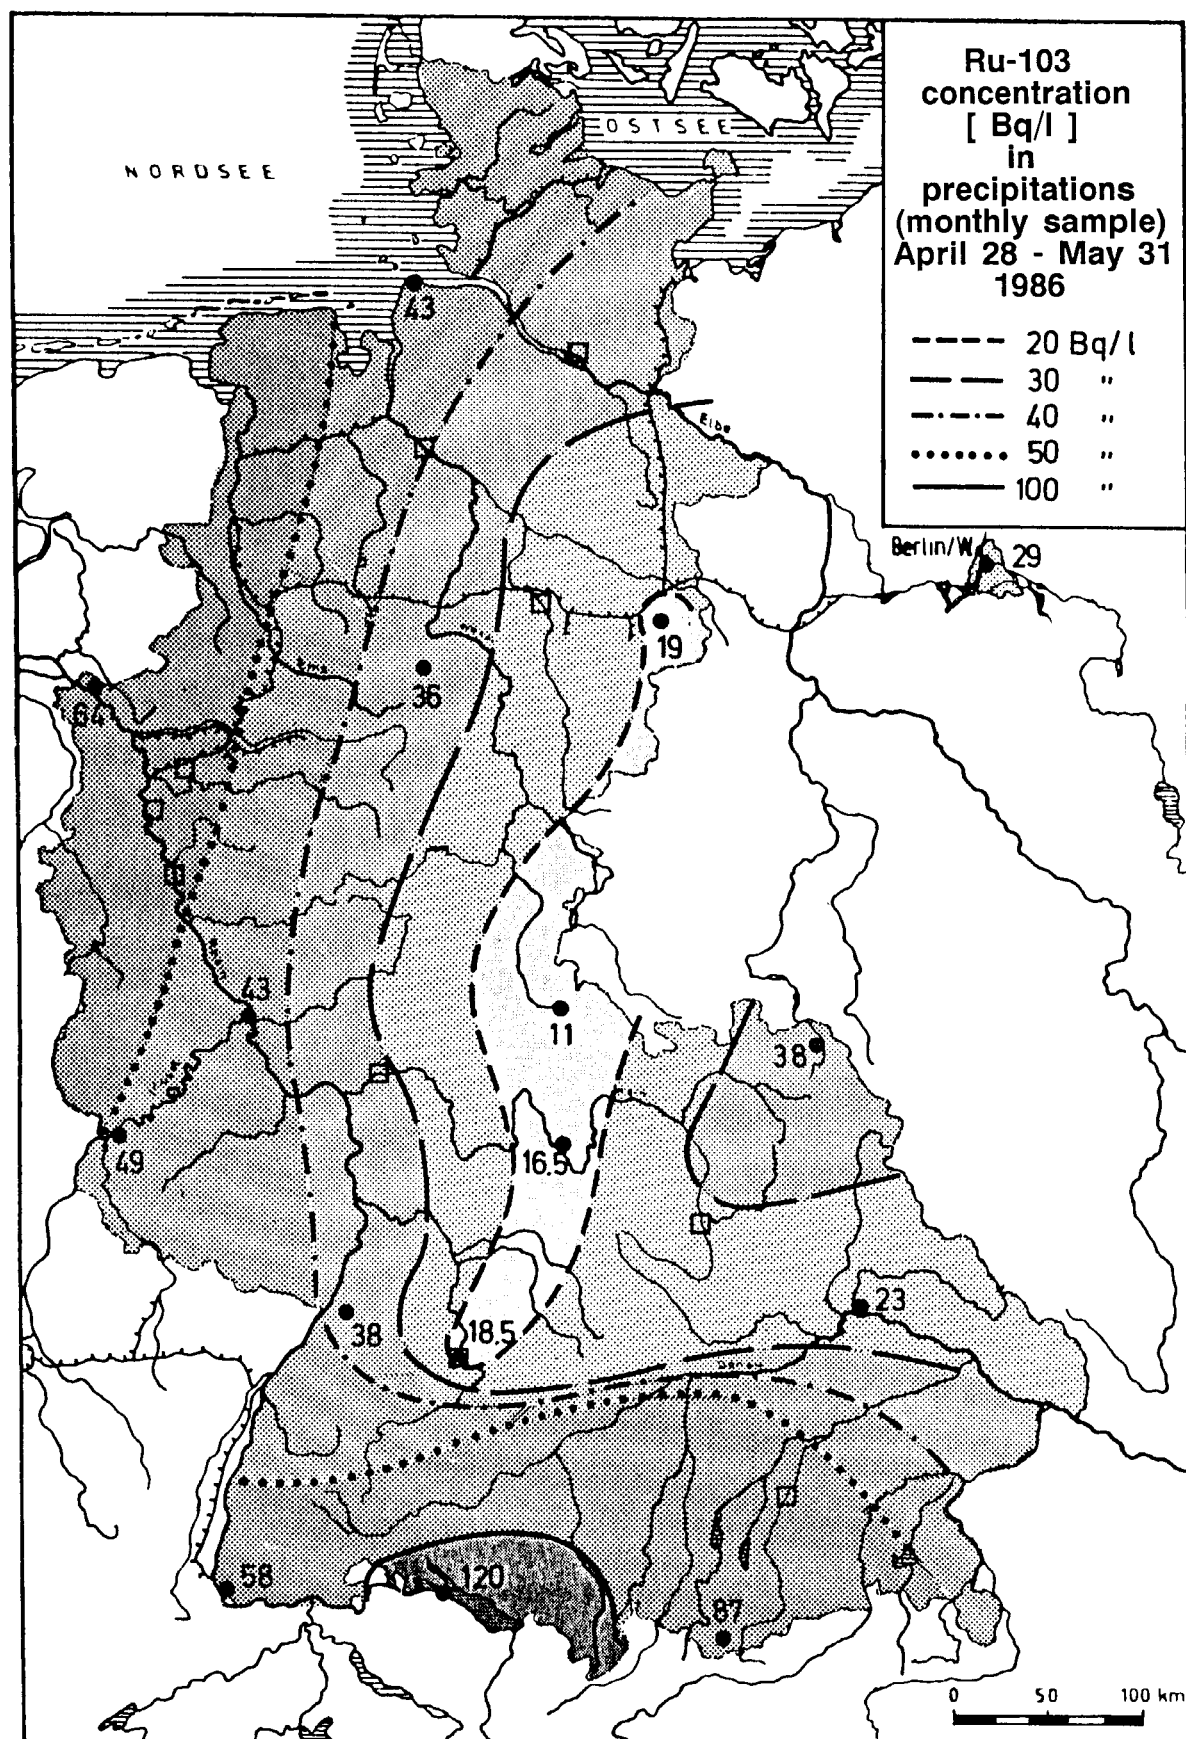 Ru-103
concentration
[ Bq/l ]
in
precipitations
(monthly sample)
April 28 - May 31
1986
20 Bq/l
30 "
40 "
50 "
100 "
OSTSEE
NORDSEE
43
Elbe
Berlin/W.
29
19
Ems
36
64
43
11
38
49
16.5
23
38
18.5
Donau
58
120
87
0 50 100 km